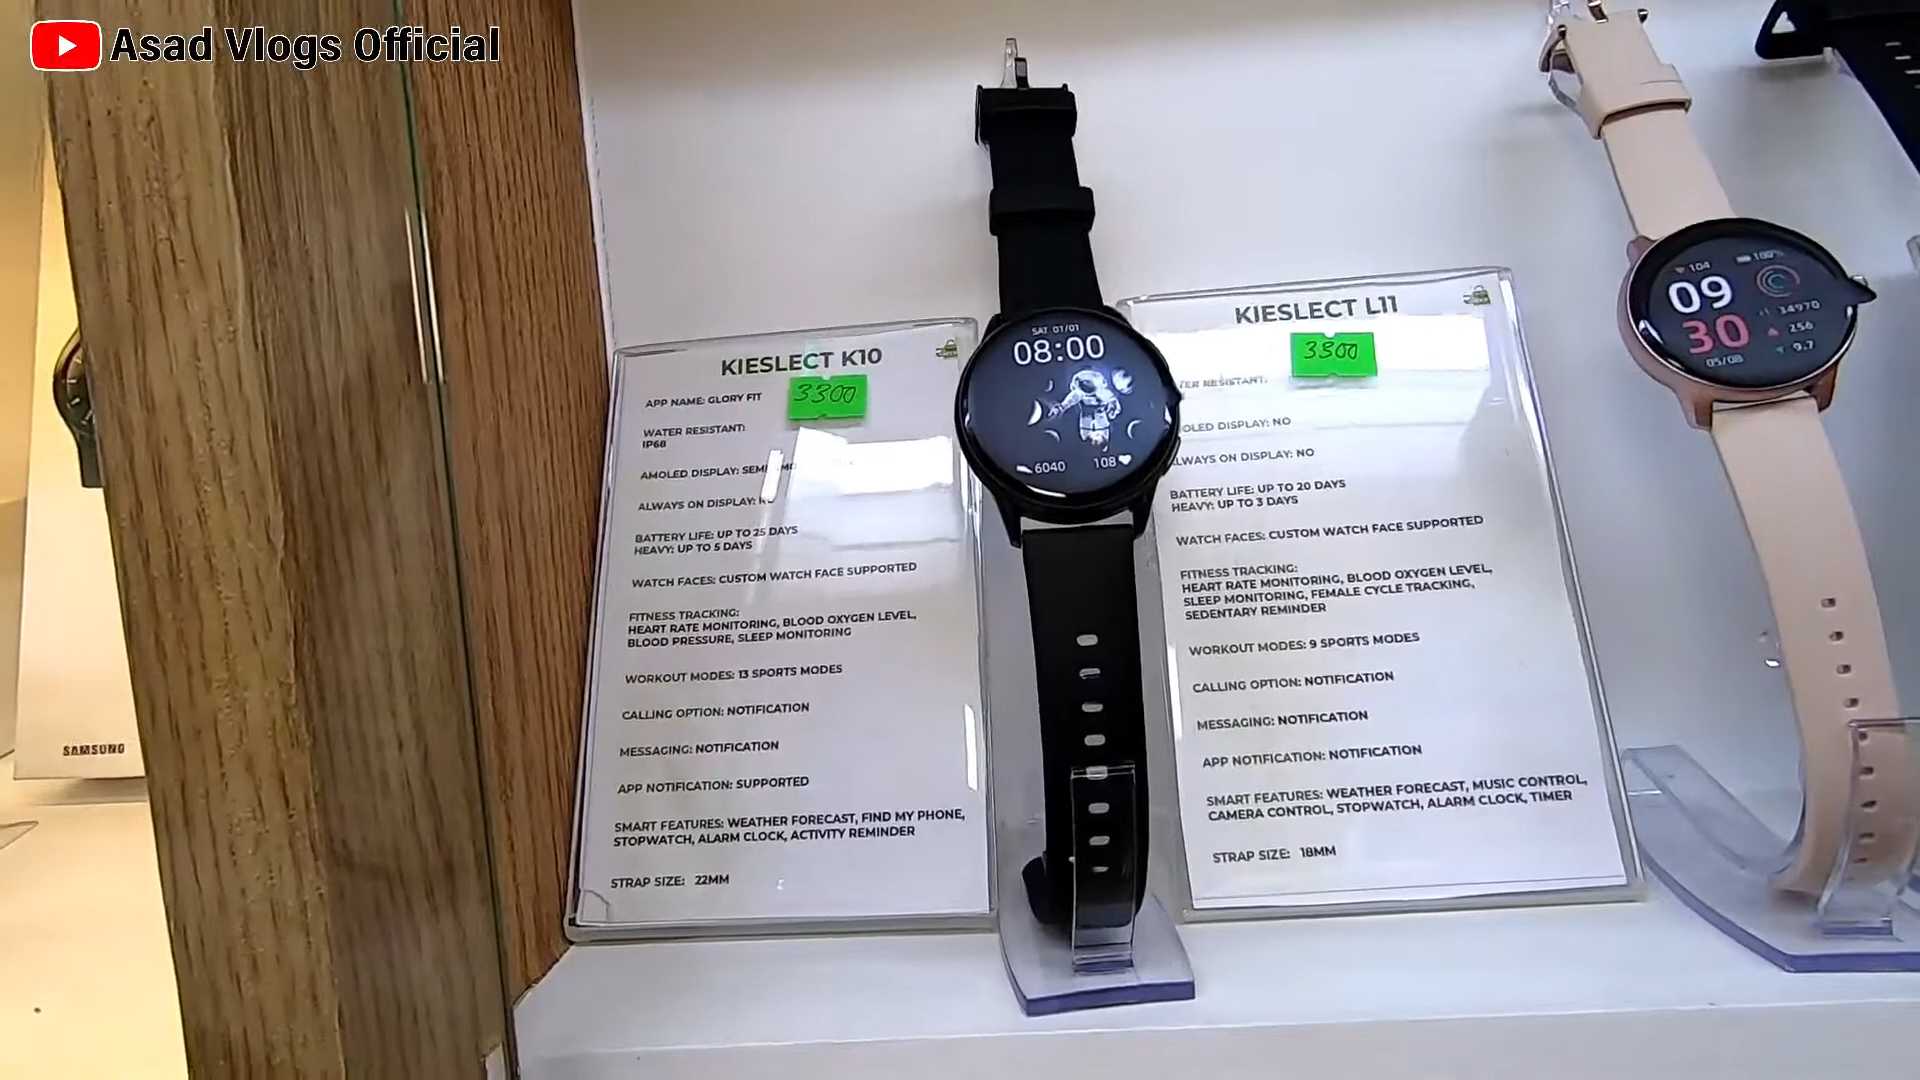 Asad Vlogs Official
KIESLECT K10
3300
APP NAME: GLORY FIT
WATER RESISTANT:
IP68
AMOLED DISPLAY:
ALWAYS ON DISPLAY:
BATTERY LIFE: UP TO 25 DAYS
HEAVY: UP TO 5 DAYS
WATCH FACES: CUSTOM WATCH FACE SUPPORTED
FITNESS TRACKING:
HEART RATE MONITORING, BLOOD OXYGEN LEVEL,
BLOOD PRESSURE, SLEEP MONITORING
WORKOUT MODES: 13 SPORTS MODES
CALLING OPTION: NOTIFICATION
MESSAGING: NOTIFICATION
APP NOTIFICATION: SUPPORTED
SMART FEATURES: WEATHER FORECAST, FIND MY PHONE,
STOPWATCH, ALARM CLOCK, ACTIVITY REMINDER
STRAP SIZE: 22MM
SAT 01/01
08:00
6040 108
KIESLECT L11
3300
RESISTANT:
DISPLAY: NO
ON DISPLAY: NO
BATTERY LIFE: UP TO 20 DAYS
HEAVY: UP TO 3 DAYS
WATCH FACES: CUSTOM WATCH FACE SUPPORTED
FITNESS TRACKING:
HEART RATE MONITORING, BLOOD OXYGEN LEVEL,
SLEEP MONITORING, FEMALE CYCLE TRACKING,
SEDENTARY REMINDER
WORKOUT MODES: 9 SPORTS MODES
CALLING OPTION: NOTIFICATION
MESSAGING: NOTIFICATION
APP NOTIFICATION: NOTIFICATION
SMART FEATURES: WEATHER FORECAST, MUSIC CONTROL,
CAMERA CONTROL, STOPWATCH, ALARM CLOCK, TIMER
STRAP SIZE: 18MM
104 100%
09
30
05/08
34970
256
9.7
SAMSUNG